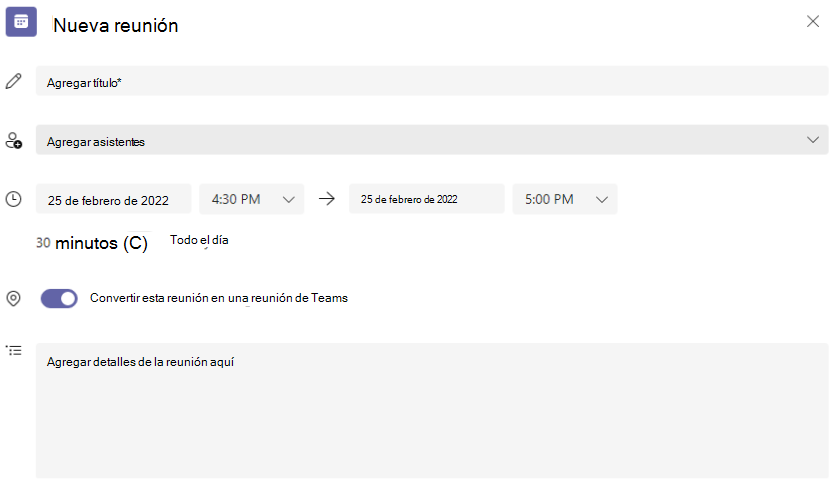 Nueva reunión
Agregar título*
Agregar asistentes
25 de febrero de 2022 4:30 PM → 25 de febrero de 2022 5:00 PM
30 minutos (C) Todo el día
Convertir esta reunión en una reunión de Teams
Agregar detalles de la reunión aquí